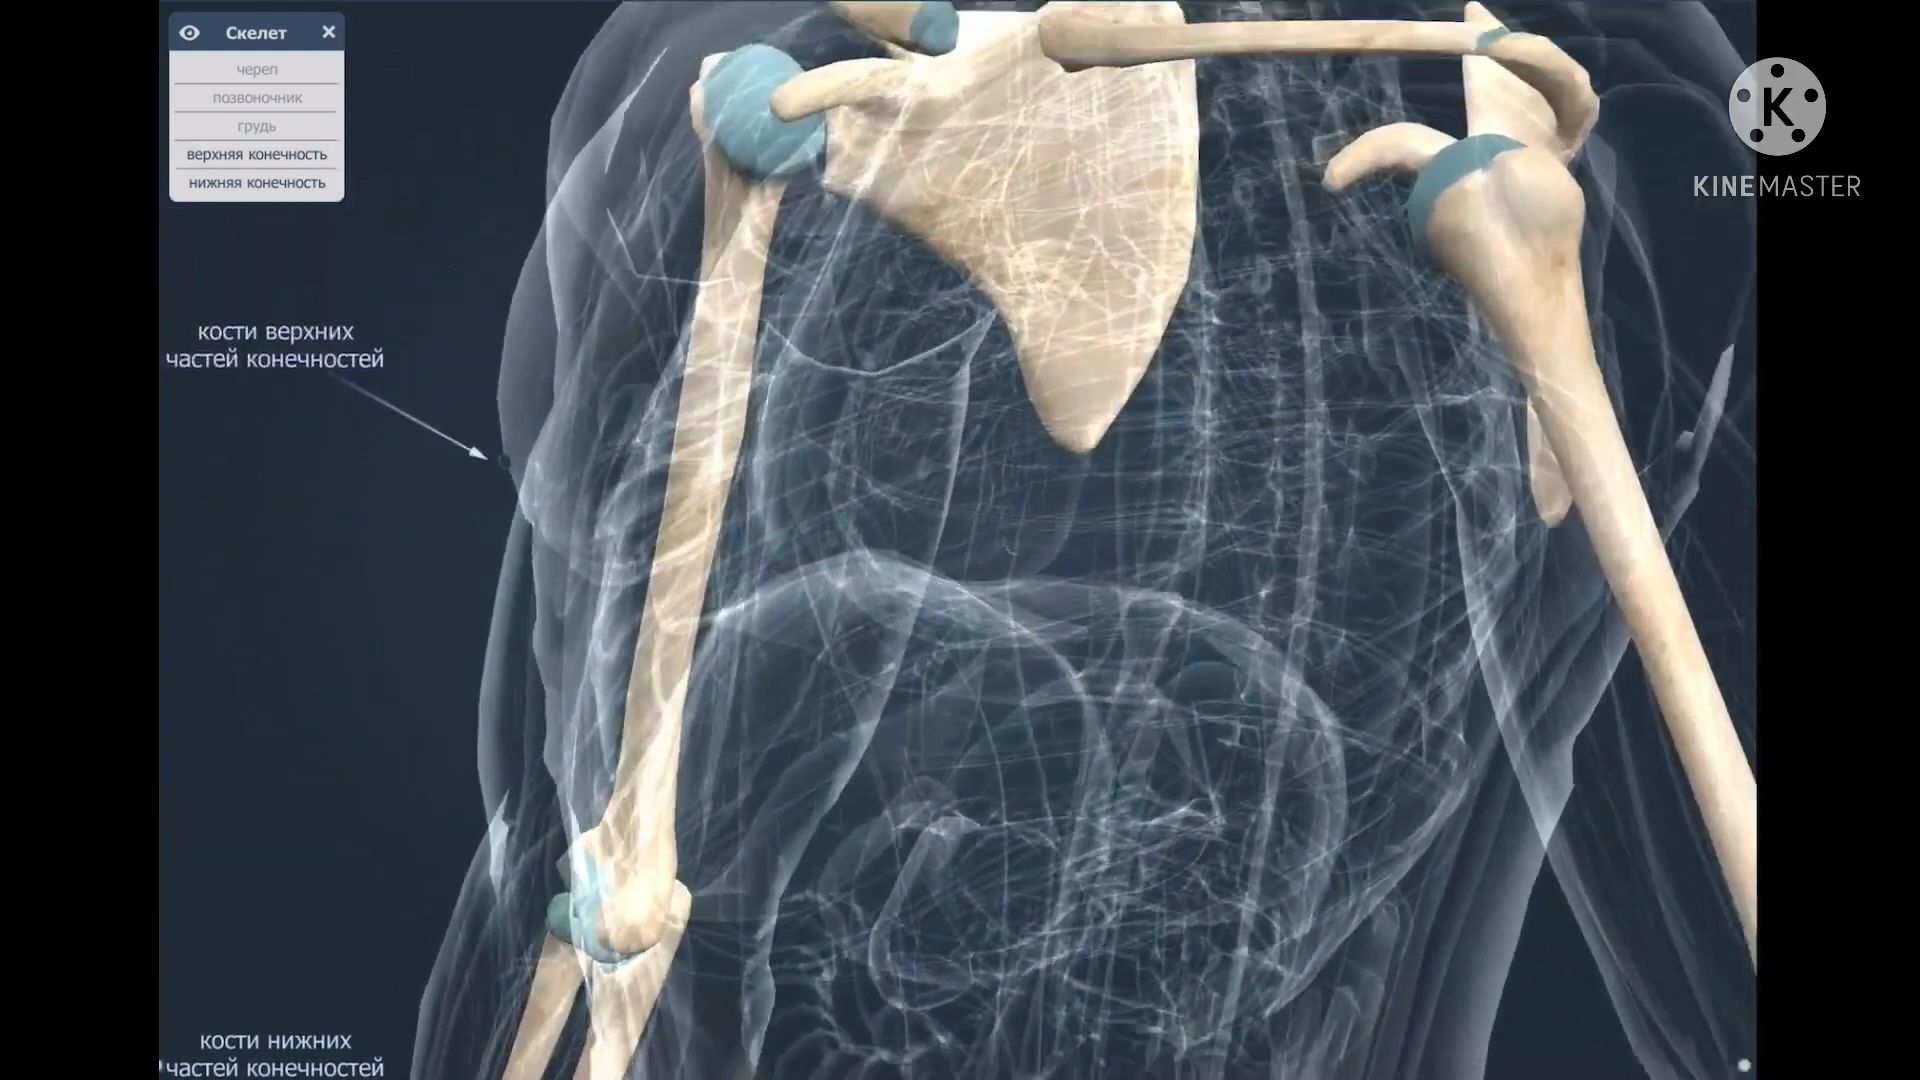 Скелет
череп
позвоночник
грудь
верхняя конечность
нижняя конечность
кости верхних
частей конечностей
K
KINEMASTER
кости нижних
частей конечностей